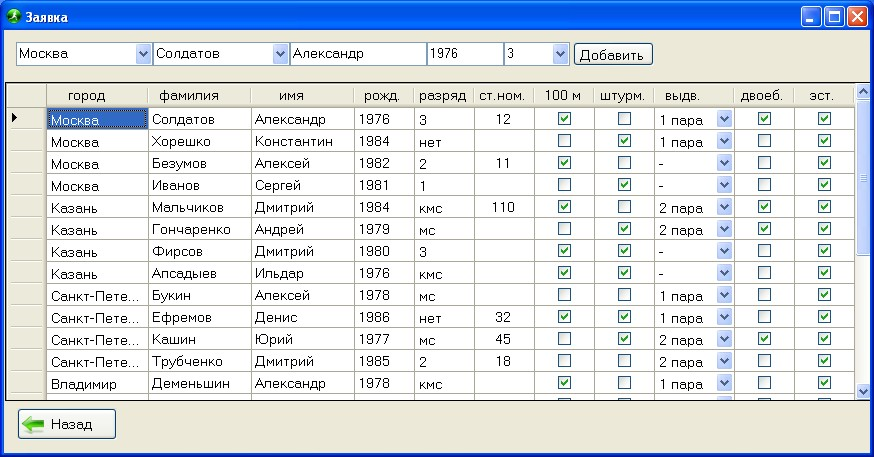 Заявка
Москва Солдатов Александр 1976 3 Добавить
город фамилия имя рожд. разряд ст.ном. 100 м штурм. выдв. двоеб. эст.
Москва Солдатов Александр 1976 3 12 1 пара
Москва Хорешко Константин 1984 нет 1 пара
Москва Безумов Алексей 1982 2 11 -
Москва Иванов Сергей 1981 1 -
Казань Мальчиков Дмитрий 1984 кмс 110 2 пара
Казань Гончаренко Андрей 1979 мс 2 пара
Казань Фирсов Дмитрий 1980 3 -
Казань Апсадыев Ильдар 1976 кмс -
Санкт-Пете... Букин Алексей 1978 мс 1 пара
Санкт-Пете... Ефремов Денис 1986 нет 32 1 пара
Санкт-Пете... Кашин Юрий 1977 мс 45 2 пара
Санкт-Пете... Трубченко Дмитрий 1985 2 18 2 пара
Владимир Деменьшин Александр 1978 кмс 1 пара
Назад